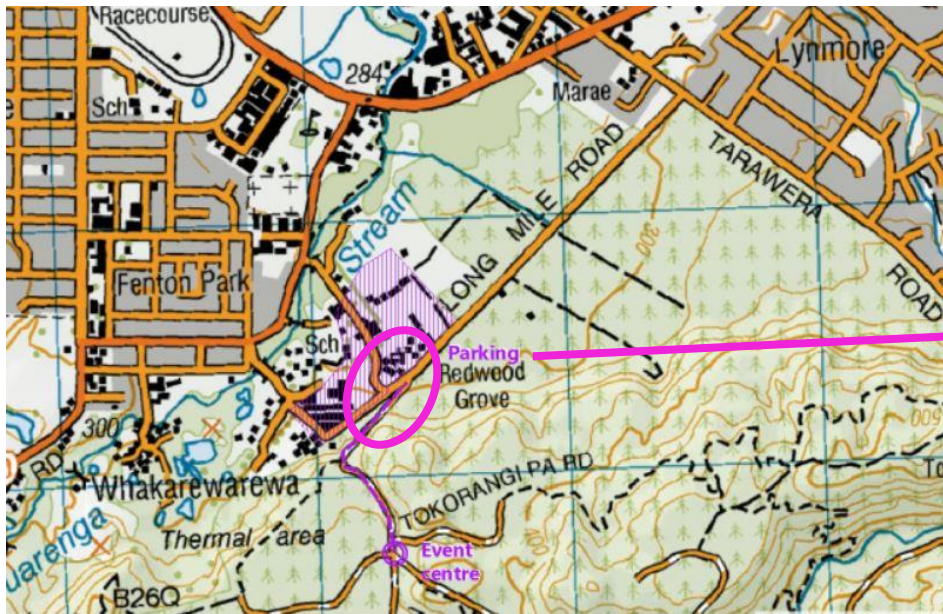 Racecourse
284
Lynmore
Sch
Marae
LONG MILE ROAD
TARAWERA ROAD
300
Stream
Fenton Park
Sch
Parking
Redwood
Grove
300
RD
Whakarewarewa
TOKORANGI PA RD
Thermal area
Event
centre
B26Q